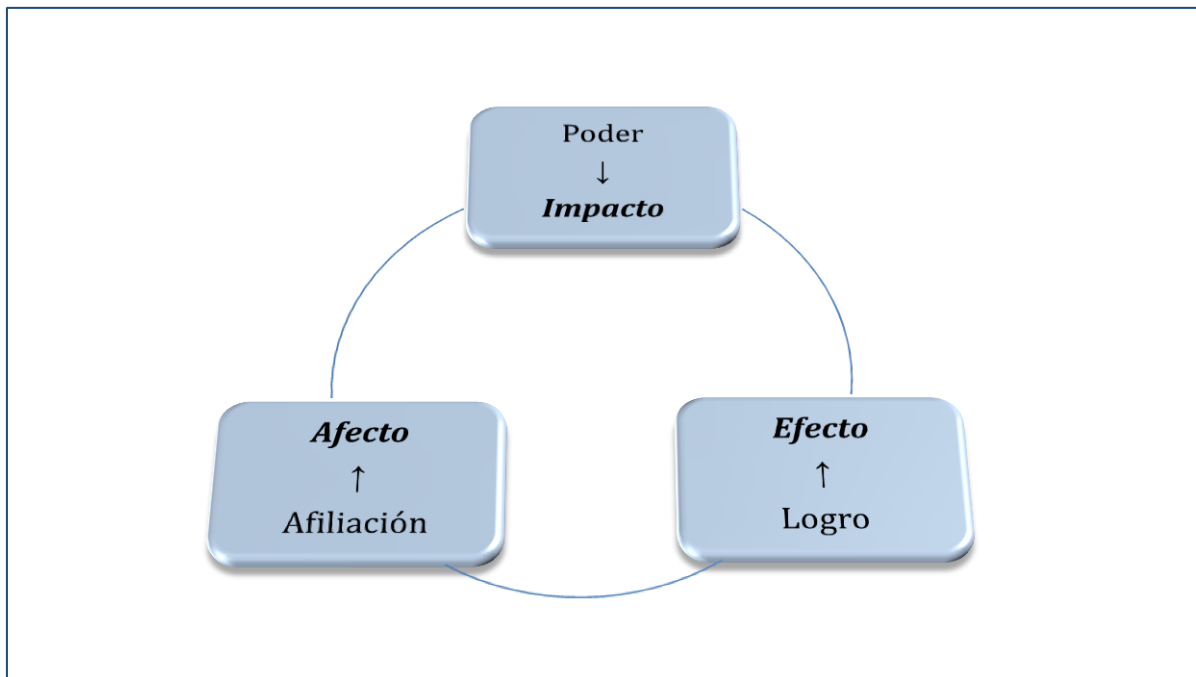 Poder
↓
Impacto
Afecto
↑
Afiliación
Efecto
↑
Logro